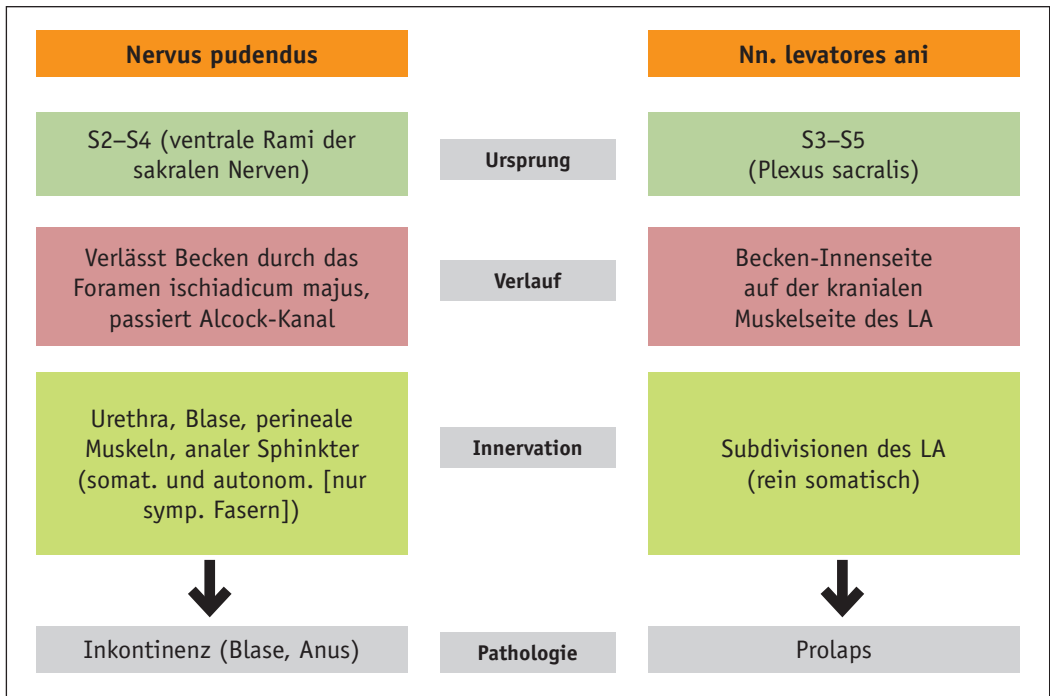 Nervus pudendus
Nn. levatores ani
S2–S4 (ventrale Rami der
sakralen Nerven)
Ursprung
S3–S5
(Plexus sacralis)
Verlässt Becken durch das
Foramen ischiadicum majus,
passiert Alcock-Kanal
Verlauf
Becken-Innenseite
auf der kranialen
Muskelseite des LA
Urethra, Blase, perineale
Muskeln, analer Sphinkter
(somat. und autonom. [nur
symp. Fasern])
Innervation
Subdivisionen des LA
(rein somatisch)
Inkontinenz (Blase, Anus)
Pathologie
Prolaps